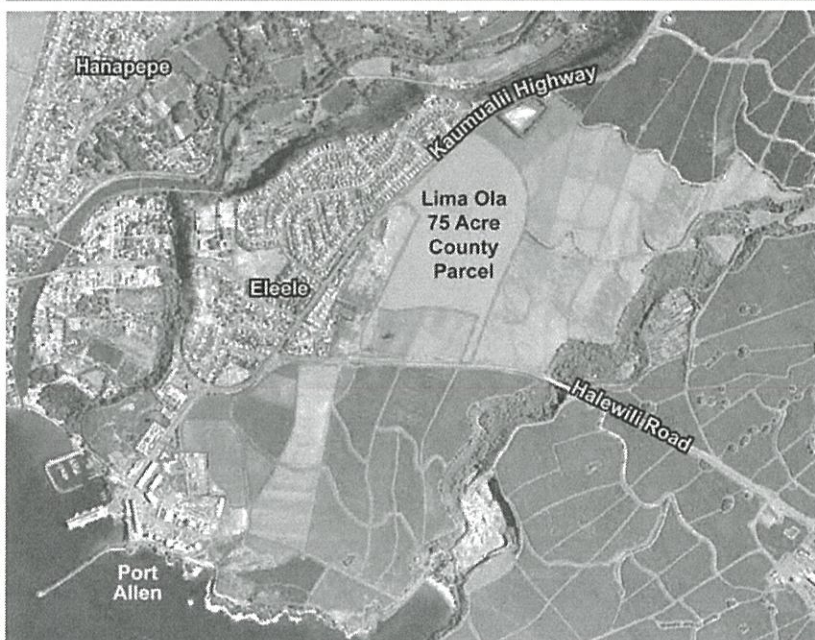 Hanapepe
Kaumualii Highway
Lima Ola
75 Acre
County
Parcel
Eleele
Halewili Road
Port
Allen